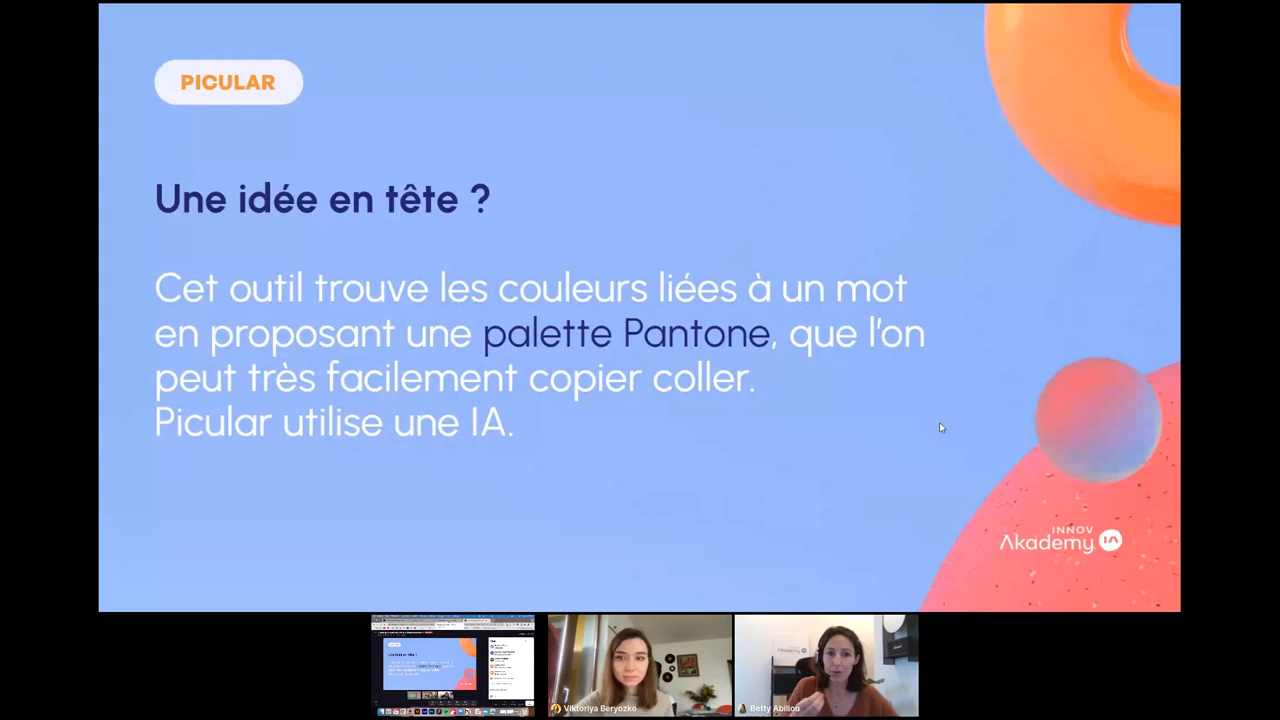 PICULAR
Une idée en tête ?
Cet outil trouve les couleurs liées à un mot
en proposant une palette Pantone, que l'on
peut très facilement copier coller.
Picular utilise une IA.
INNOV
Akademy IA
Viktoriya Beryozko
Betty Abiliou